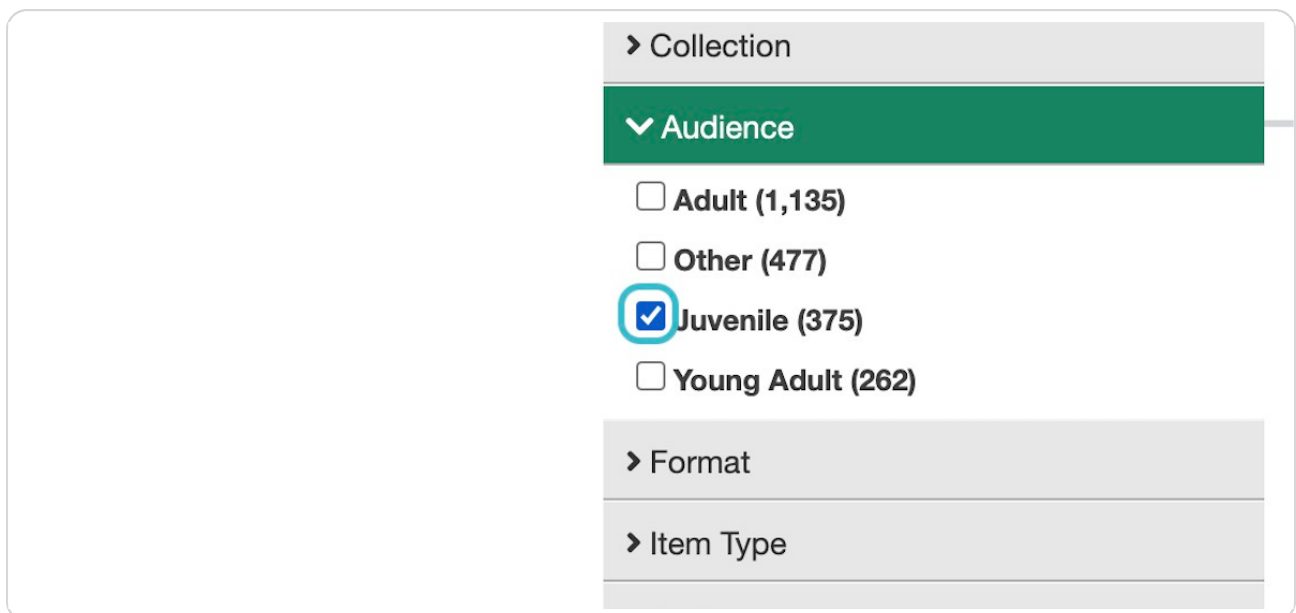 Collection
Audience
Adult (1,135)
Other (477)
Juvenile (375)
Young Adult (262)
Format
Item Type